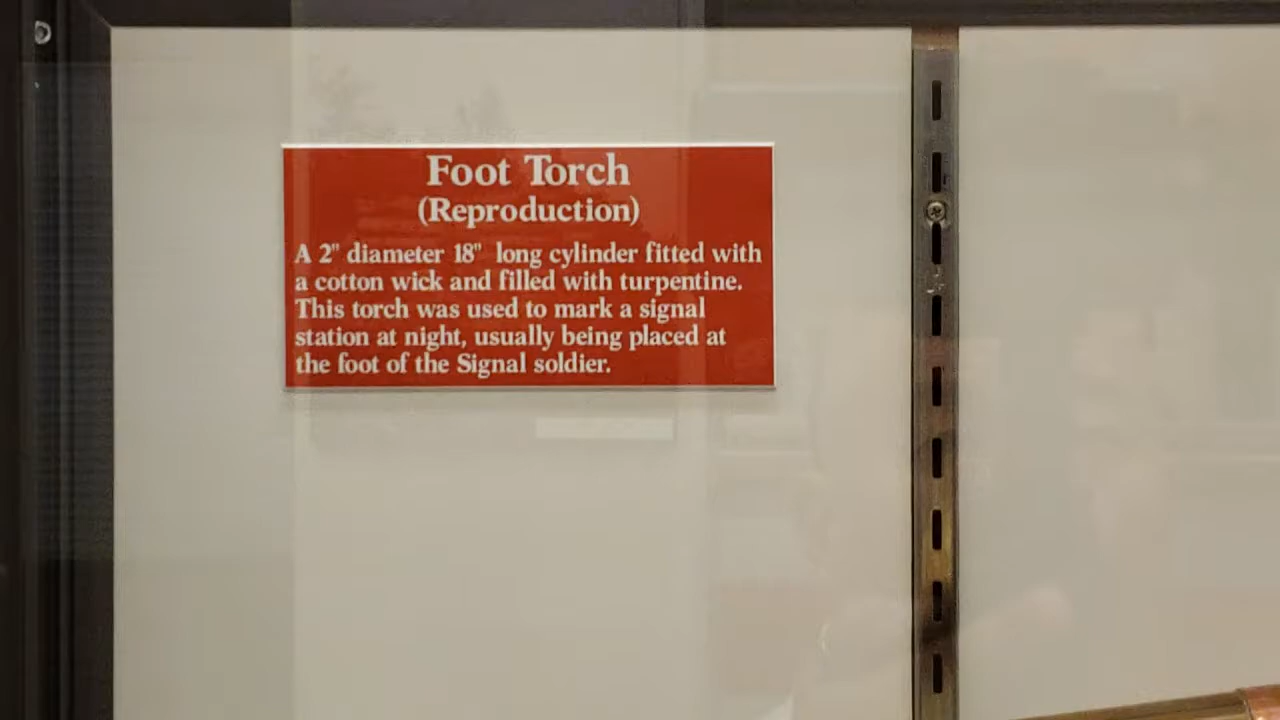 Foot Torch
(Reproduction)
A 2" diameter 18" long cylinder fitted with
a cotton wick and filled with turpentine.
This torch was used to mark a signal
station at night, usually being placed at
the foot of the Signal soldier.